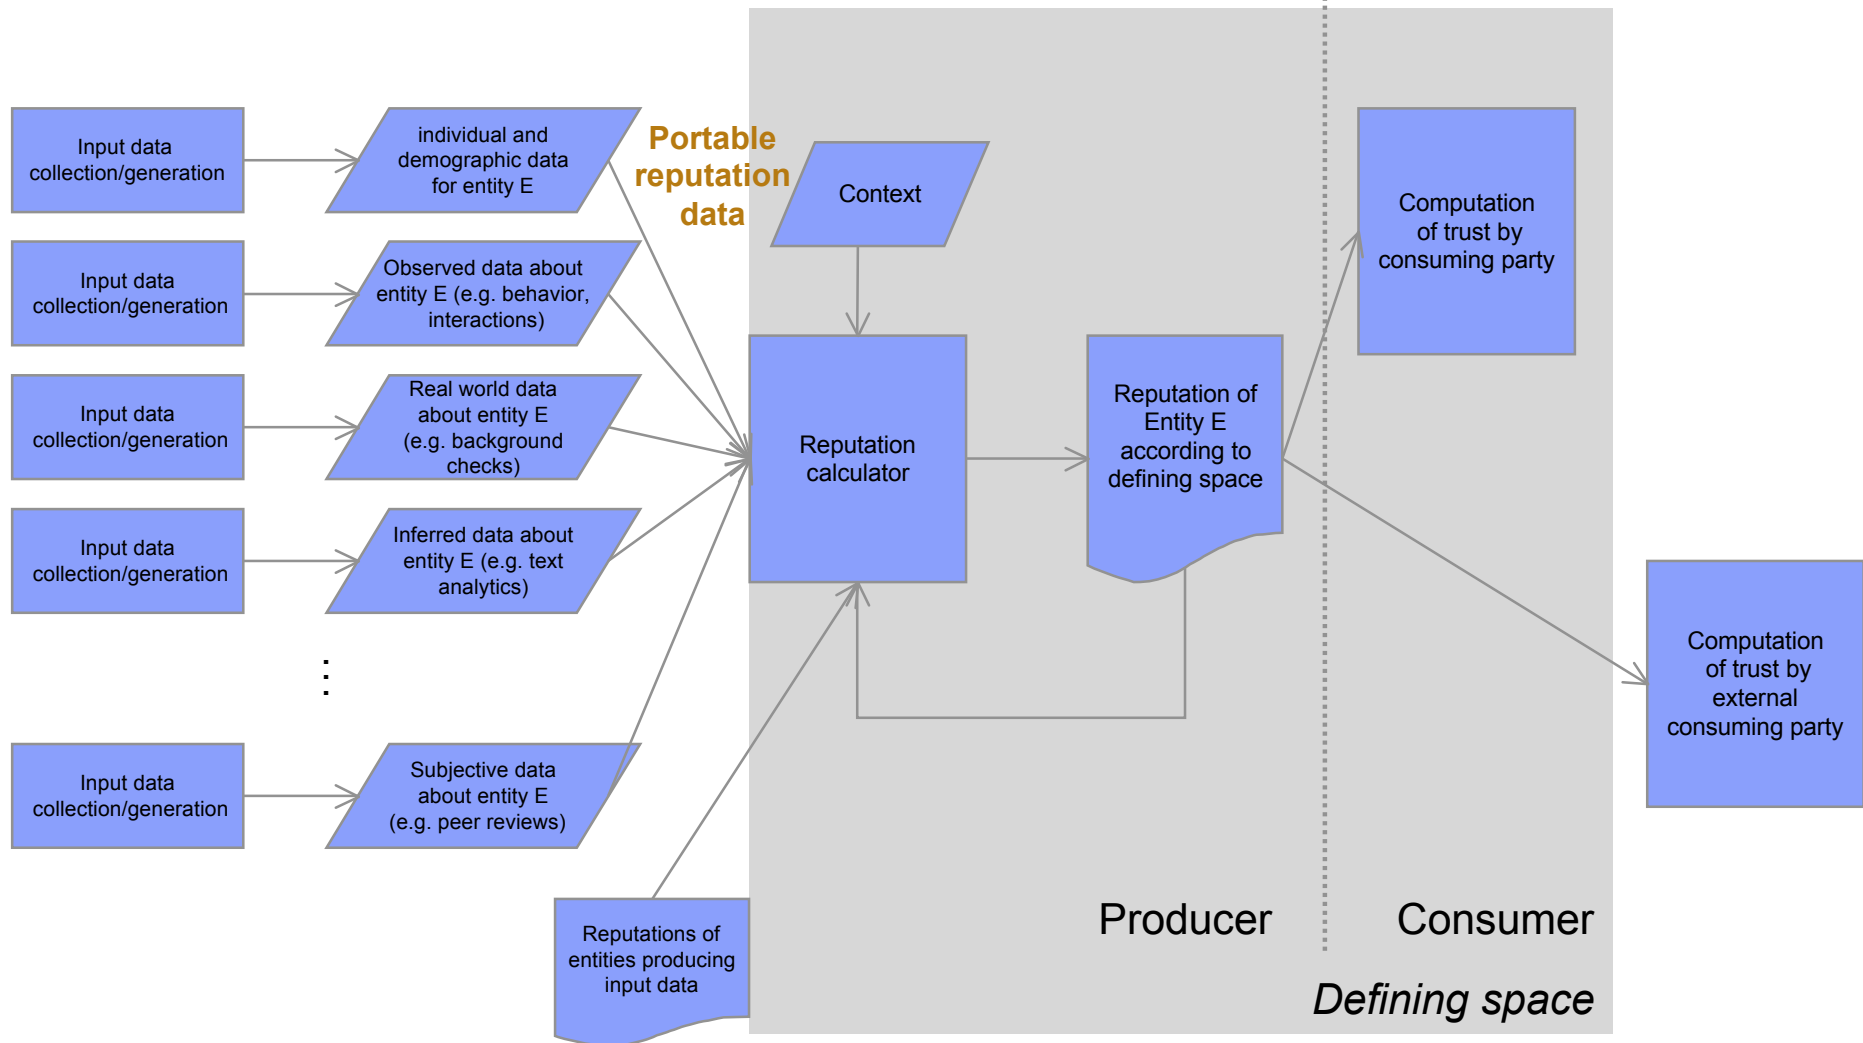 Input data
collection/generation
individual and
demographic data
for entity E
Portable
reputation
data
Context
Computation
of trust by
consuming party
Input data
collection/generation
Observed data about
entity E (e.g. behavior,
interactions)
Input data
collection/generation
Real world data
about entity E
(e.g. background
checks)
Reputation
calculator
Reputation of
Entity E
according to
defining space
Input data
collection/generation
Inferred data about
entity E (e.g. text
analytics)
Computation
of trust by
external
consuming party
Input data
collection/generation
Subjective data
about entity E
(e.g. peer reviews)
Reputations of
entities producing
input data
Producer
Consumer
Defining space